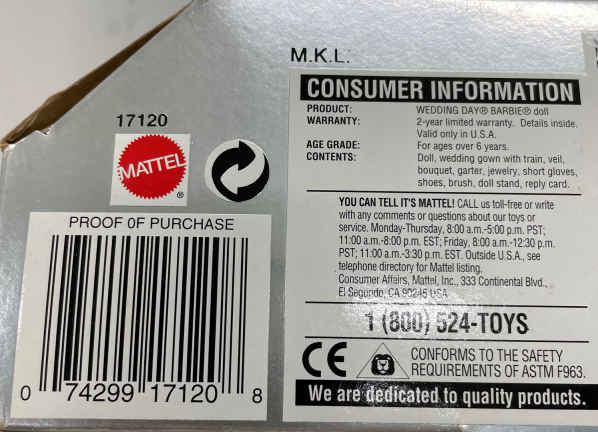 M.K.L.
17120
MATTEL
®
PROOF OF PURCHASE
0 74299 17120 8
CONSUMER INFORMATION
PRODUCT: WEDDING DAY® BARBIE® doll
WARRANTY: 2-year limited warranty. Details inside.
Valid only in U.S.A.
AGE GRADE: For ages over 6 years.
CONTENTS: Doll, wedding gown with train, veil,
bouquet, garter, jewelry, short gloves,
shoes, brush, doll stand, reply card.
YOU CAN TELL IT'S MATTEL! CALL us toll-free or write
with any comments or questions about our toys or
service. Monday-Thursday, 8:00 a.m.-5:00 p.m. PST;
11:00 a.m.-8:00 p.m. EST; Friday, 8:00 a.m.-12:30 p.m.
PST; 11:00 a.m.-3:30 p.m. EST. Outside U.S.A., see
telephone directory for Mattel listing.
Consumer Affairs, Mattel, Inc., 333 Continental Blvd.,
El Segundo, CA 90245 USA
1 (800) 524-TOYS
CE
CONFORMS TO THE SAFETY
REQUIREMENTS OF ASTM F963.
We are dedicated to quality products.